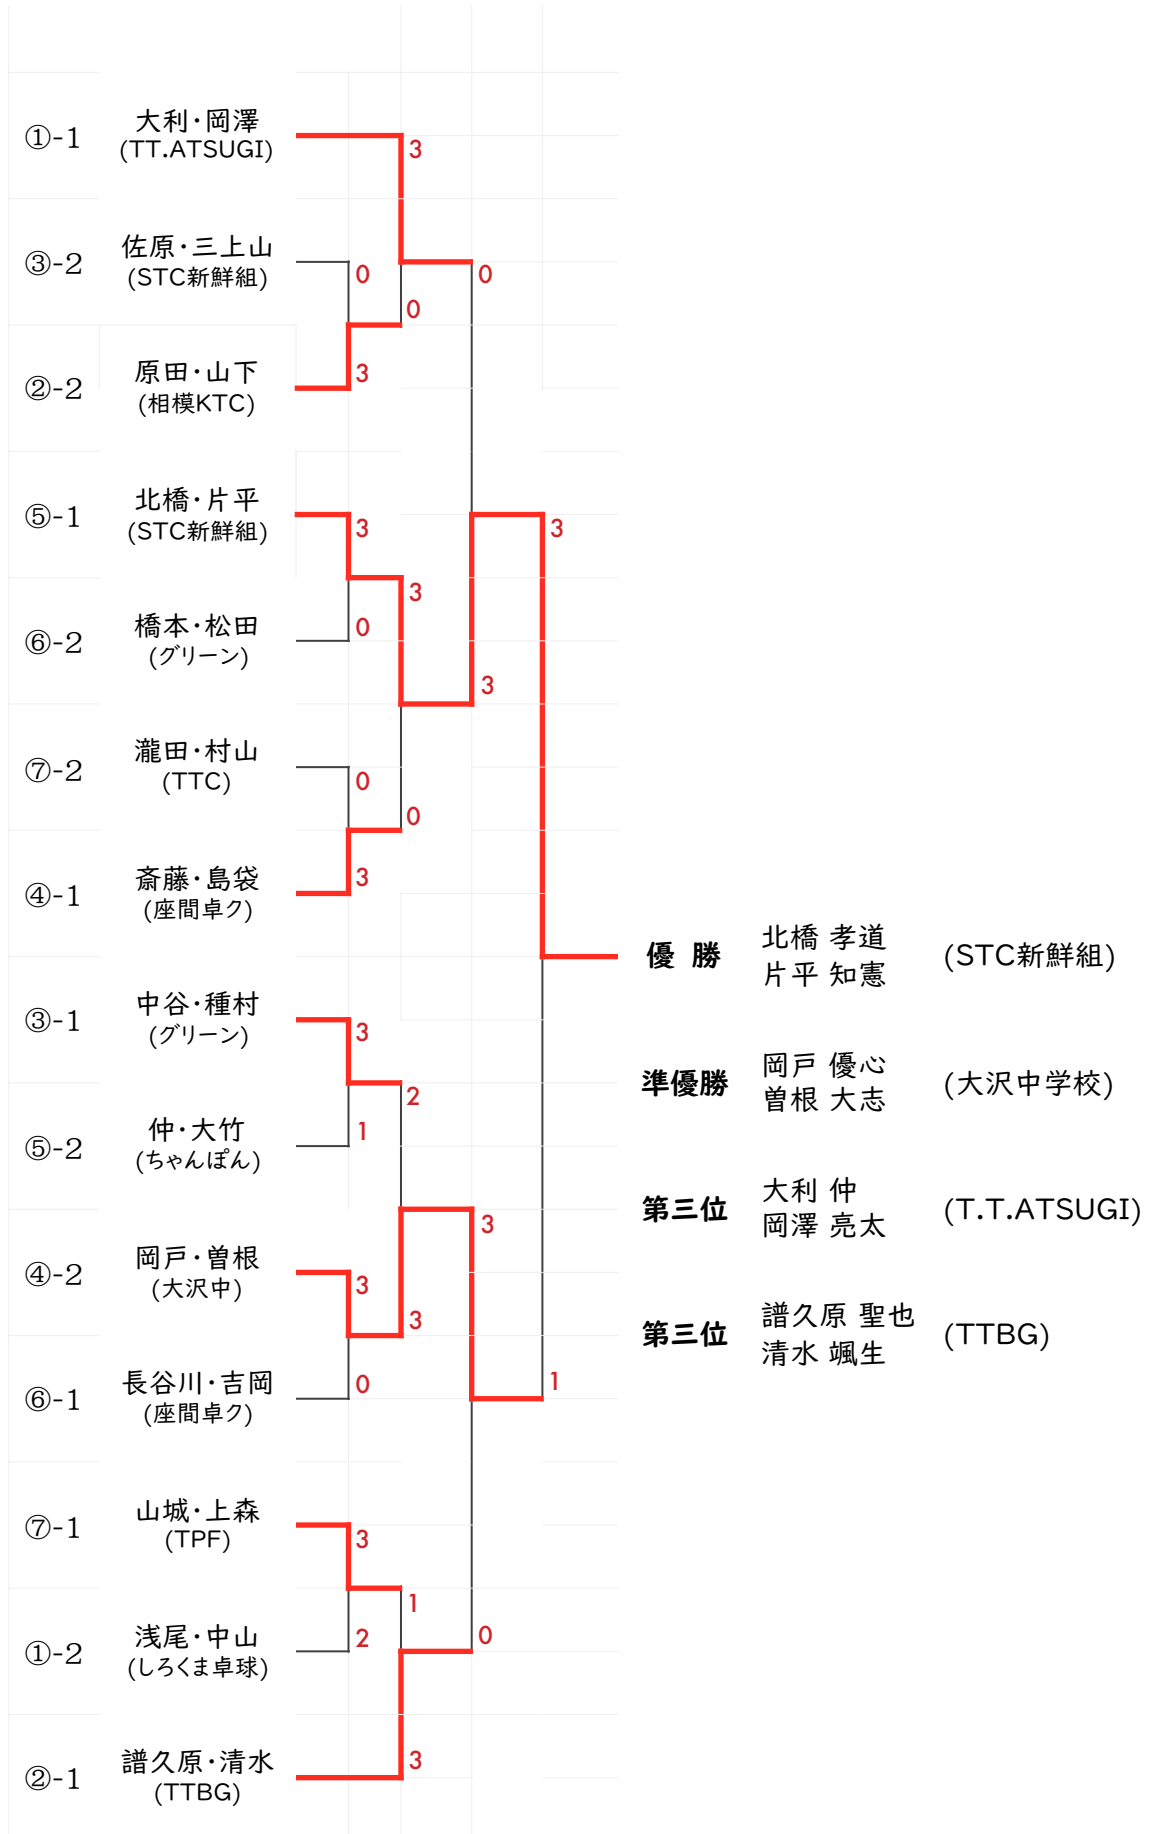 ①-1
大利・岡澤
(TT.ATSUGI)
3
③-2
佐原・三上山
(STC新鮮組)
0
0
0
②-2
原田・山下
(相模KTC)
3
⑤-1
北橋・片平
(STC新鮮組)
3
3
3
⑥-2
橋本・松田
(グリーン)
0
3
⑦-2
瀧田・村山
(TTC)
0
0
④-1
斎藤・島袋
(座間卓ク)
3
優 勝
北橋 孝道
片平 知憲
(STC新鮮組)
③-1
中谷・種村
(グリーン)
3
2
準優勝
岡戸 優心
曽根 大志
(大沢中学校)
⑤-2
仲・大竹
(ちゃんぽん)
1
第三位
大利 仲
岡澤 亮太
(T.T.ATSUGI)
3
④-2
岡戸・曽根
(大沢中)
3
3
第三位
譜久原 聖也
清水 颯生
(TTBG)
⑥-1
長谷川・吉岡
(座間卓ク)
0
1
⑦-1
山城・上森
(TPF)
3
1
①-2
浅尾・中山
(しろくま卓球)
2
0
②-1
譜久原・清水
(TTBG)
3